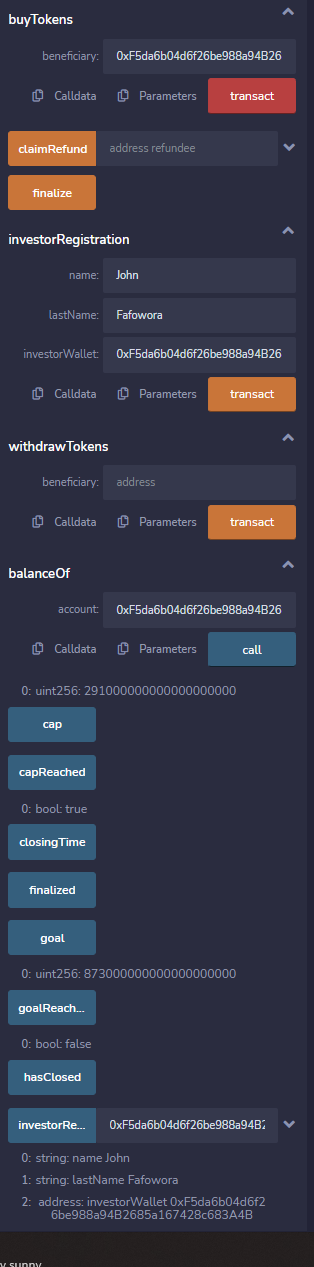 buyTokens
beneficiary: 0xF5da6b04d6f26be988a94B26
Calldata Parameters transact
claimRefund address refundee
finalize
investorRegistration
name: John
lastName: Fafowora
investorWallet: 0xF5da6b04d6f26be988a94B26
Calldata Parameters transact
withdrawTokens
beneficiary: address
Calldata Parameters transact
balanceOf
account: 0xF5da6b04d6f26be988a94B26
Calldata Parameters call
0: uint256: 291000000000000000000
cap
capReached
0: bool: true
closingTime
finalized
goal
0: uint256: 873000000000000000000
goalReach...
0: bool: false
hasClosed
investorRe... 0xF5da6b04d6f26be988a94B2
0: string: name John
1: string: lastName Fafowora
2: address: investorWallet 0xF5da6b04d6f2
6be988a94B2685a167428c683A4B
y sunny